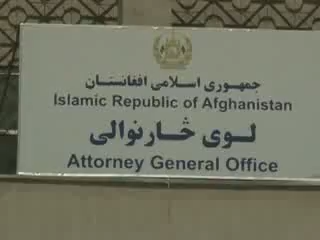 جمهوری اسلامی افغانستان
Islamic Republic of Afghanistan
لوی څارنوالی
Attorney General Office